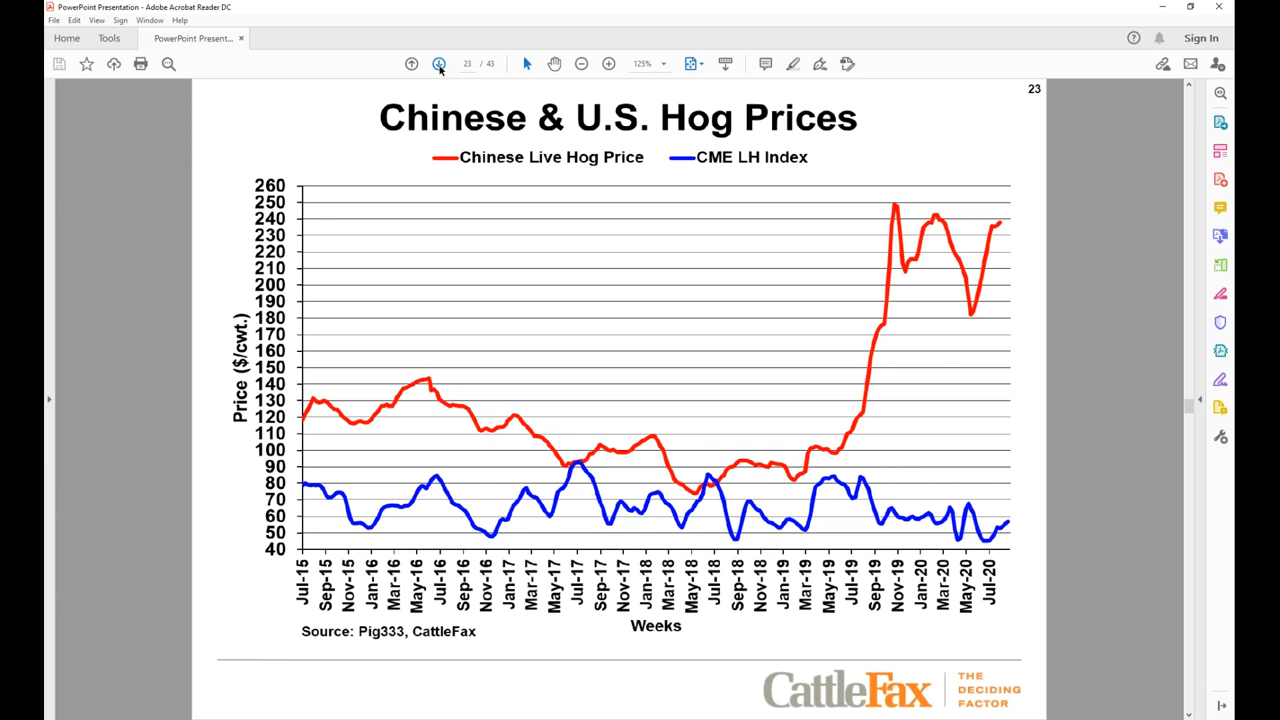 PowerPoint Presentation - Adobe Acrobat Reader DC
File Edit View Sign Window Help
Home Tools PowerPoint Present... × Sign In
23 / 43 125%
23
Chinese & U.S. Hog Prices
Chinese Live Hog Price CME LH Index
260
250
240
230
220
210
200
190
180
170
160
150
140
130
120
110
100
90
80
70
60
50
40
Price ($/cwt.)
Jul-15 Sep-15 Nov-15 Jan-16 Mar-16 May-16 Jul-16 Sep-16 Nov-16 Jan-17 Mar-17 May-17 Jul-17 Sep-17 Nov-17 Jan-18 Mar-18 May-18 Jul-18 Sep-18 Nov-18 Jan-19 Mar-19 May-19 Jul-19 Sep-19 Nov-19 Jan-20 Mar-20 May-20 Jul-20
Weeks
Source: Pig333, CattleFax
CattleFax
THE
DECIDING
FACTOR